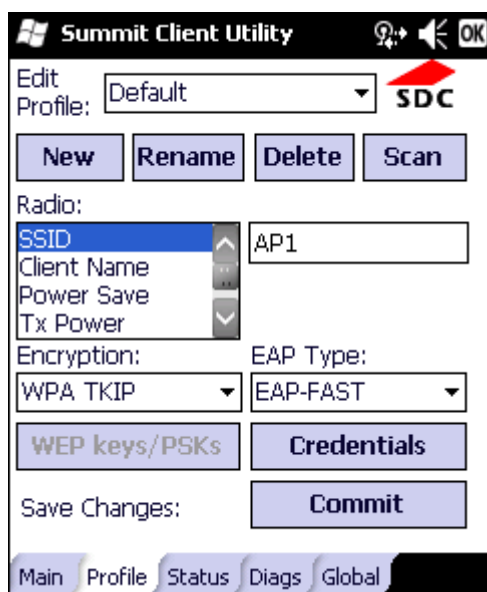 Summit Client Utility OK
Edit
Profile: Default
SDC
New Rename Delete Scan
Radio:
SSID AP1
Client Name
Power Save
Tx Power
Encryption: EAP Type:
WPA TKIP EAP-FAST
WEP keys/PSKs Credentials
Save Changes: Commit
Main Profile Status Diags Global